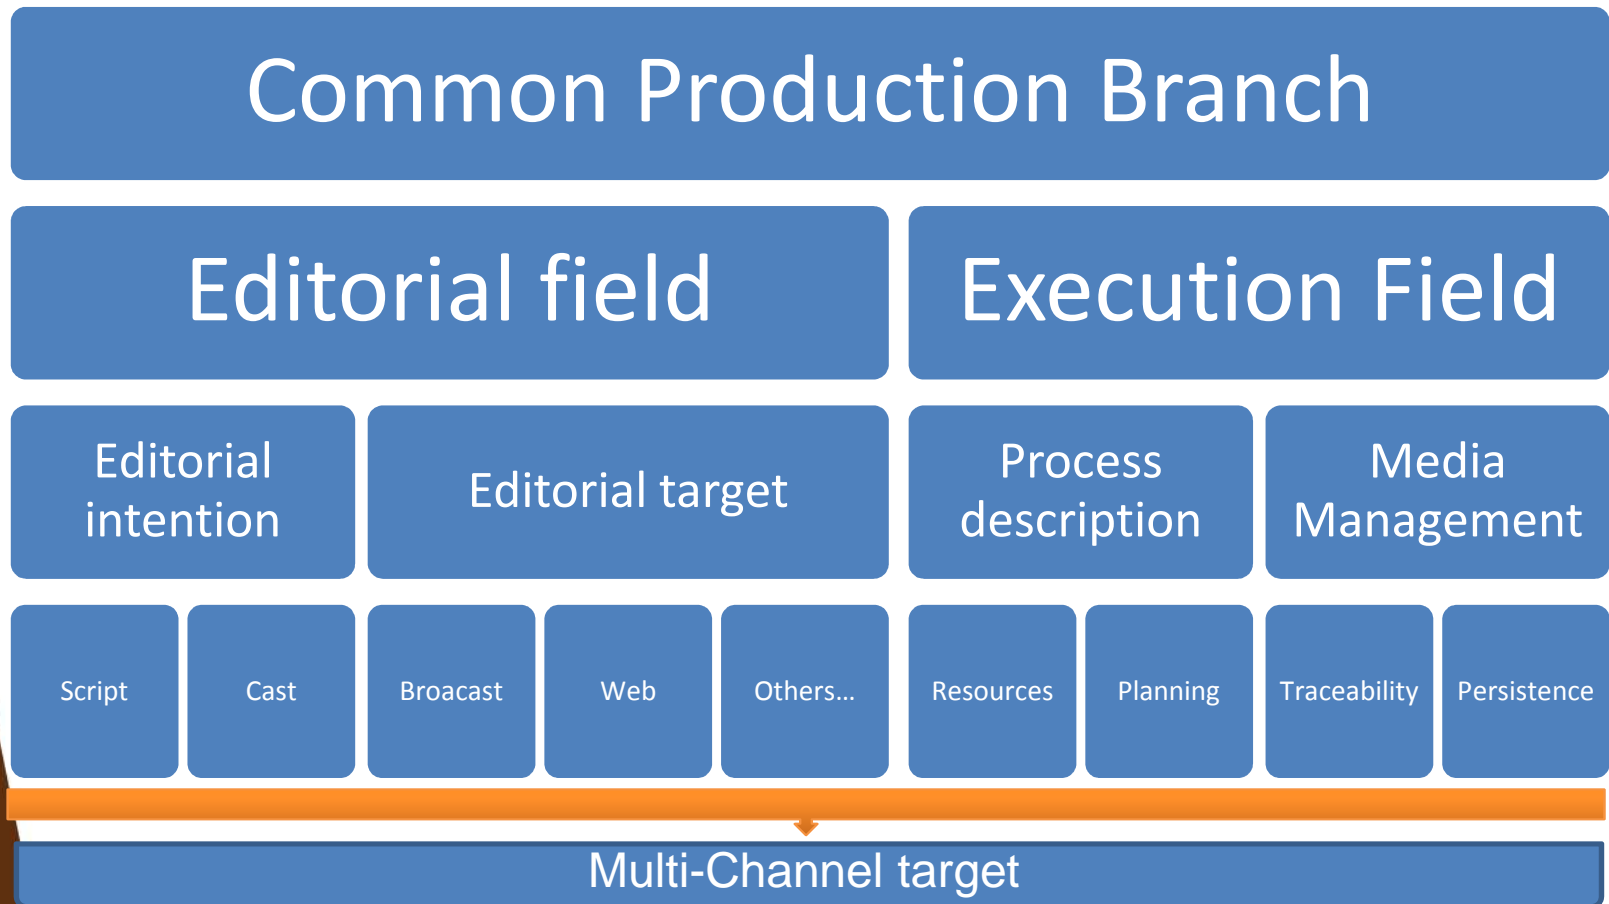 Common Production Branch
Editorial field
Execution Field
Editorial
intention
Editorial target
Process
description
Media
Management
Script
Cast
Broacast
Web
Others...
Resources
Planning
Traceability
Persistence
Multi-Channel target